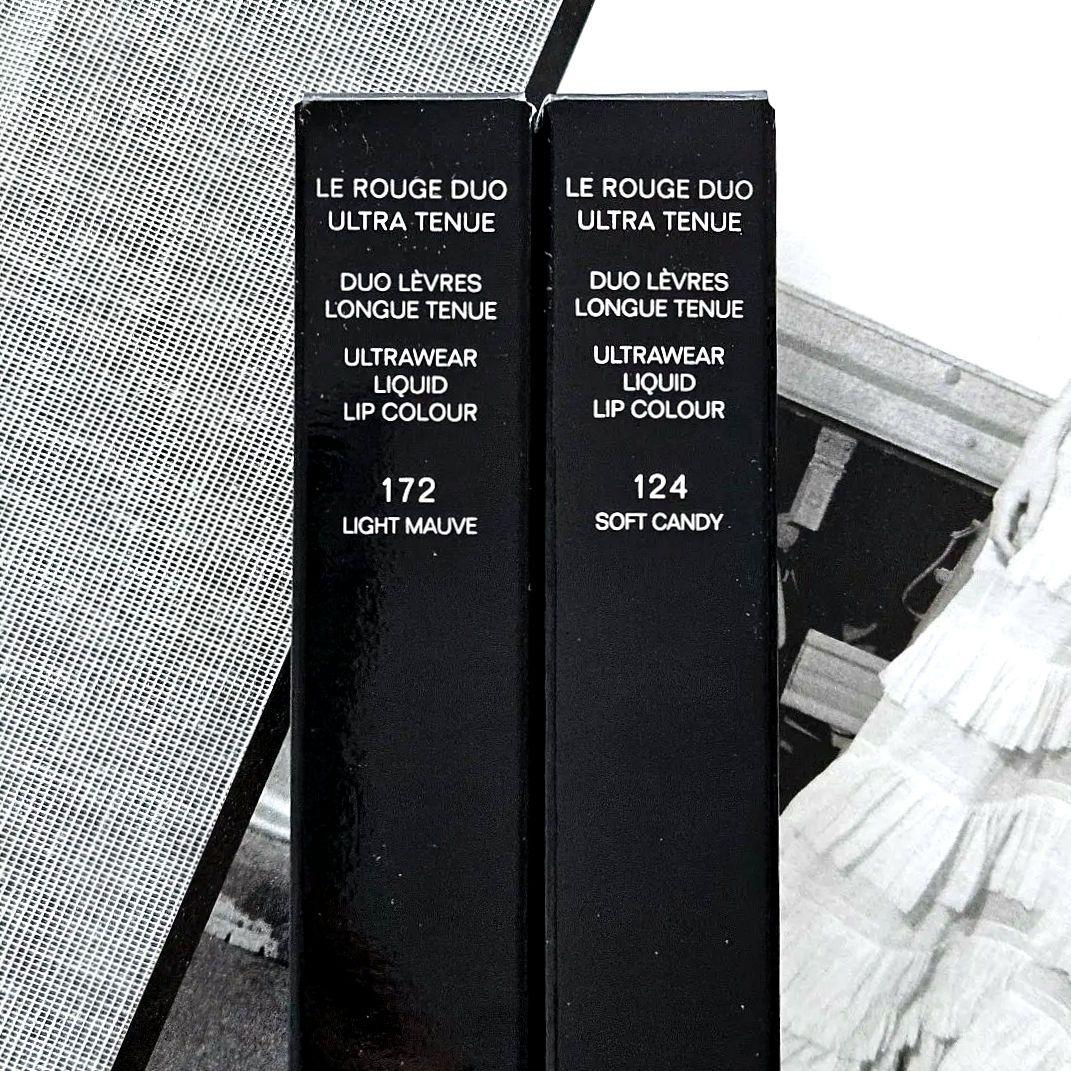 LE ROUGE DUO
ULTRA TENUE
DUO LÈVRES
LONGUE TENUE
ULTRAWEAR
LIQUID
LIP COLOUR
172
LIGHT MAUVE
LE ROUGE DUO
ULTRA TENUE
DUO LÈVRES
LONGUE TENUE
ULTRAWEAR
LIQUID
LIP COLOUR
124
SOFT CANDY